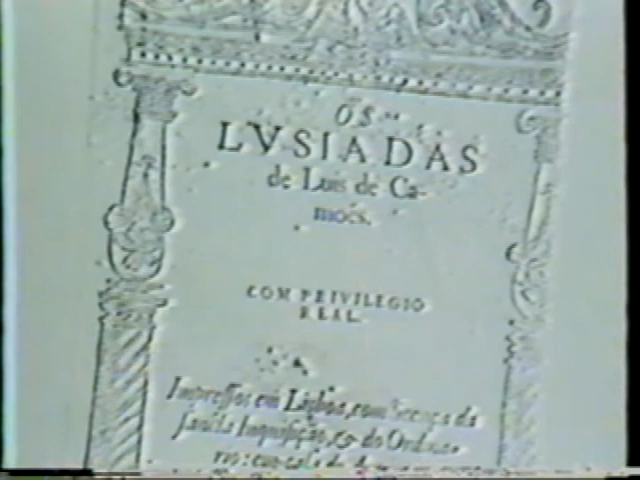 OS
LVSIADAS
de Luis de Ca-
moẽs.
COM PRIVILEGIO
REAL.
Impressos em Lisboa, com licença da
sancta Inquisição, & do Ordina-
rio: em casa de